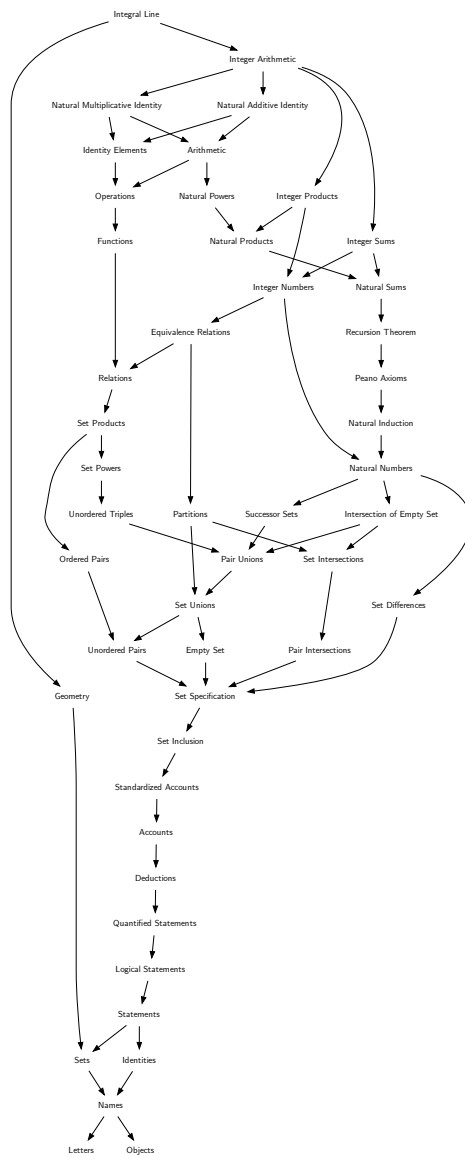 Integral Line
Integer Arithmetic
Natural Multiplicative Identity
Natural Additive Identity
Identity Elements
Arithmetic
Operations
Natural Powers
Integer Products
Functions
Natural Products
Integer Sums
Integer Numbers
Natural Sums
Equivalence Relations
Recursion Theorem
Relations
Peano Axioms
Set Products
Natural Induction
Set Powers
Natural Numbers
Unordered Triples
Partitions
Successor Sets
Intersection of Empty Set
Ordered Pairs
Pair Unions
Set Intersections
Set Unions
Set Differences
Unordered Pairs
Empty Set
Pair Intersections
Geometry
Set Specification
Set Inclusion
Standardized Accounts
Accounts
Deductions
Quantified Statements
Logical Statements
Statements
Sets
Identities
Names
Letters
Objects